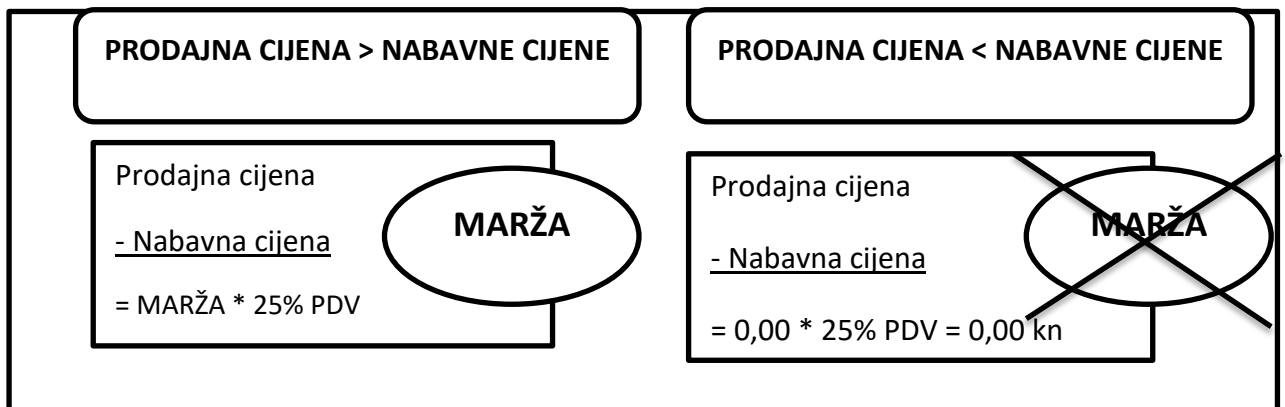 PRODAJNA CIJENA > NABAVNE CIJENE
Prodajna cijena
- Nabavna cijena
= MARŽA * 25% PDV
MARŽA
PRODAJNA CIJENA < NABAVNE CIJENE
Prodajna cijena
- Nabavna cijena
= 0,00 * 25% PDV = 0,00 kn
MARŽA